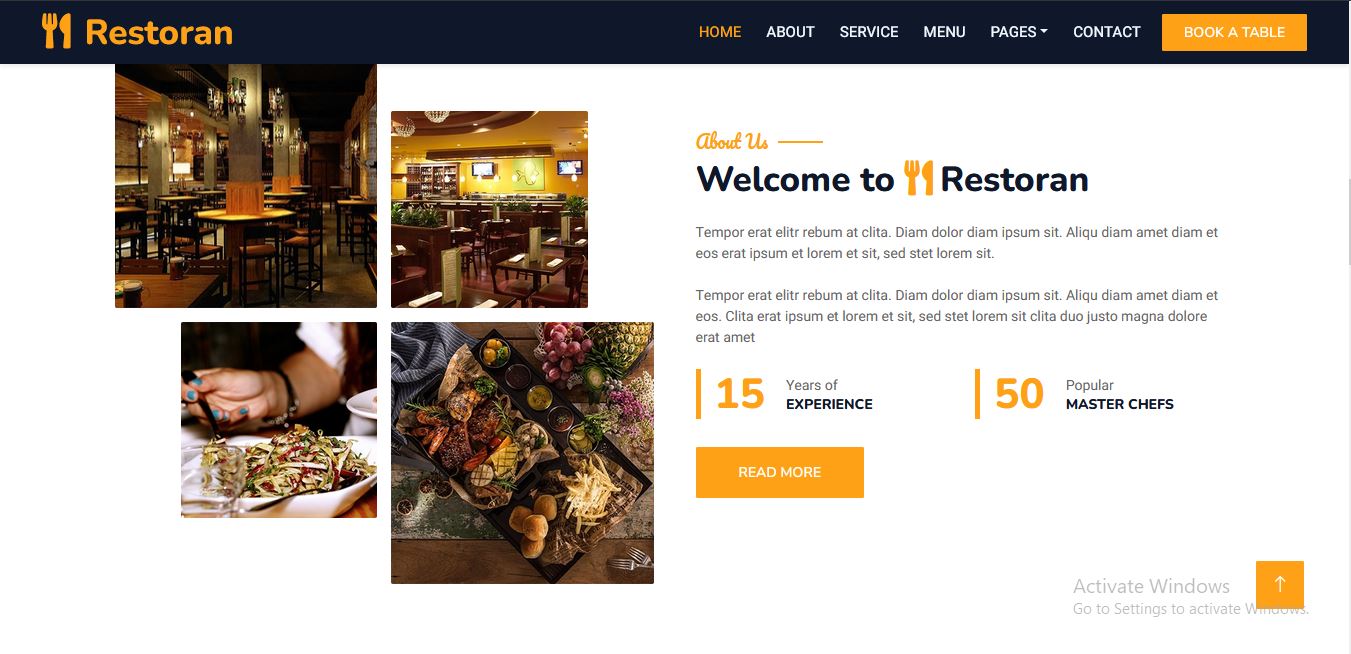 Restoran
HOME ABOUT SERVICE MENU PAGES CONTACT BOOK A TABLE
About Us
Welcome to Restoran
Tempor erat elitr rebum at clita. Diam dolor diam ipsum sit. Aliqu diam amet diam et
eos erat ipsum et lorem et sit, sed stet lorem sit.
Tempor erat elitr rebum at clita. Diam dolor diam ipsum sit. Aliqu diam amet diam et
eos. Clita erat ipsum et lorem et sit, sed stet lorem sit clita duo justo magna dolore
erat amet
15 Years of
EXPERIENCE
50 Popular
MASTER CHEFS
READ MORE
Activate Windows
Go to Settings to activate Windows.